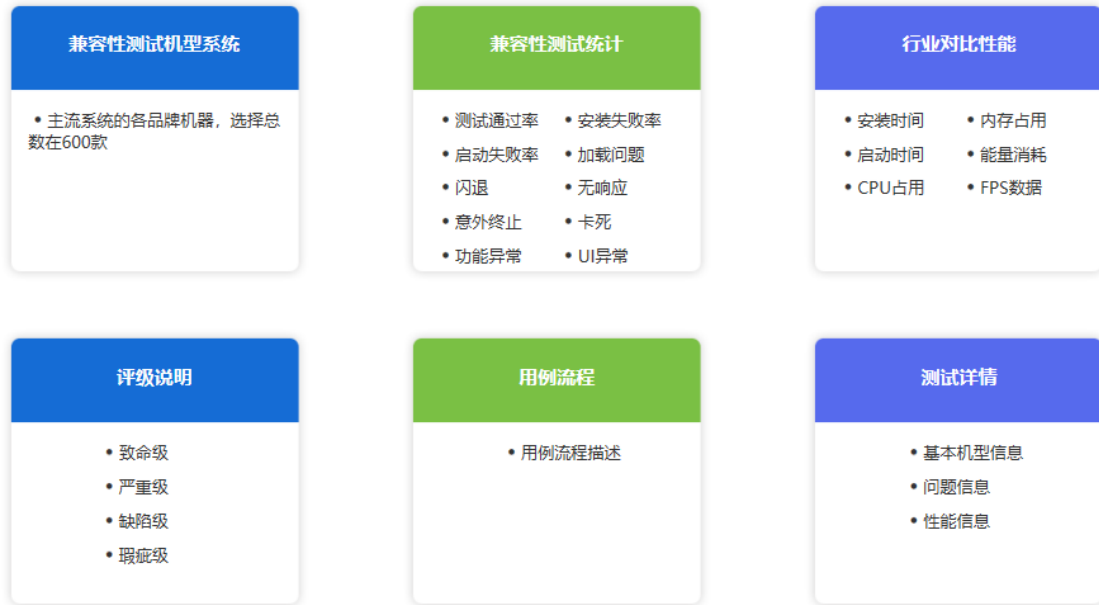 兼容性测试机型系统
• 主流系统的各品牌机器，选择总
数在600款
兼容性测试统计
• 测试通过率 • 安装失败率
• 启动失败率 • 加载问题
• 闪退 • 无响应
• 意外终止 • 卡死
• 功能异常 • UI异常
行业对比性能
• 安装时间 • 内存占用
• 启动时间 • 能量消耗
• CPU占用 • FPS数据
评级说明
• 致命级
• 严重级
• 缺陷级
• 瑕疵级
用例流程
• 用例流程描述
测试详情
• 基本机型信息
• 问题信息
• 性能信息